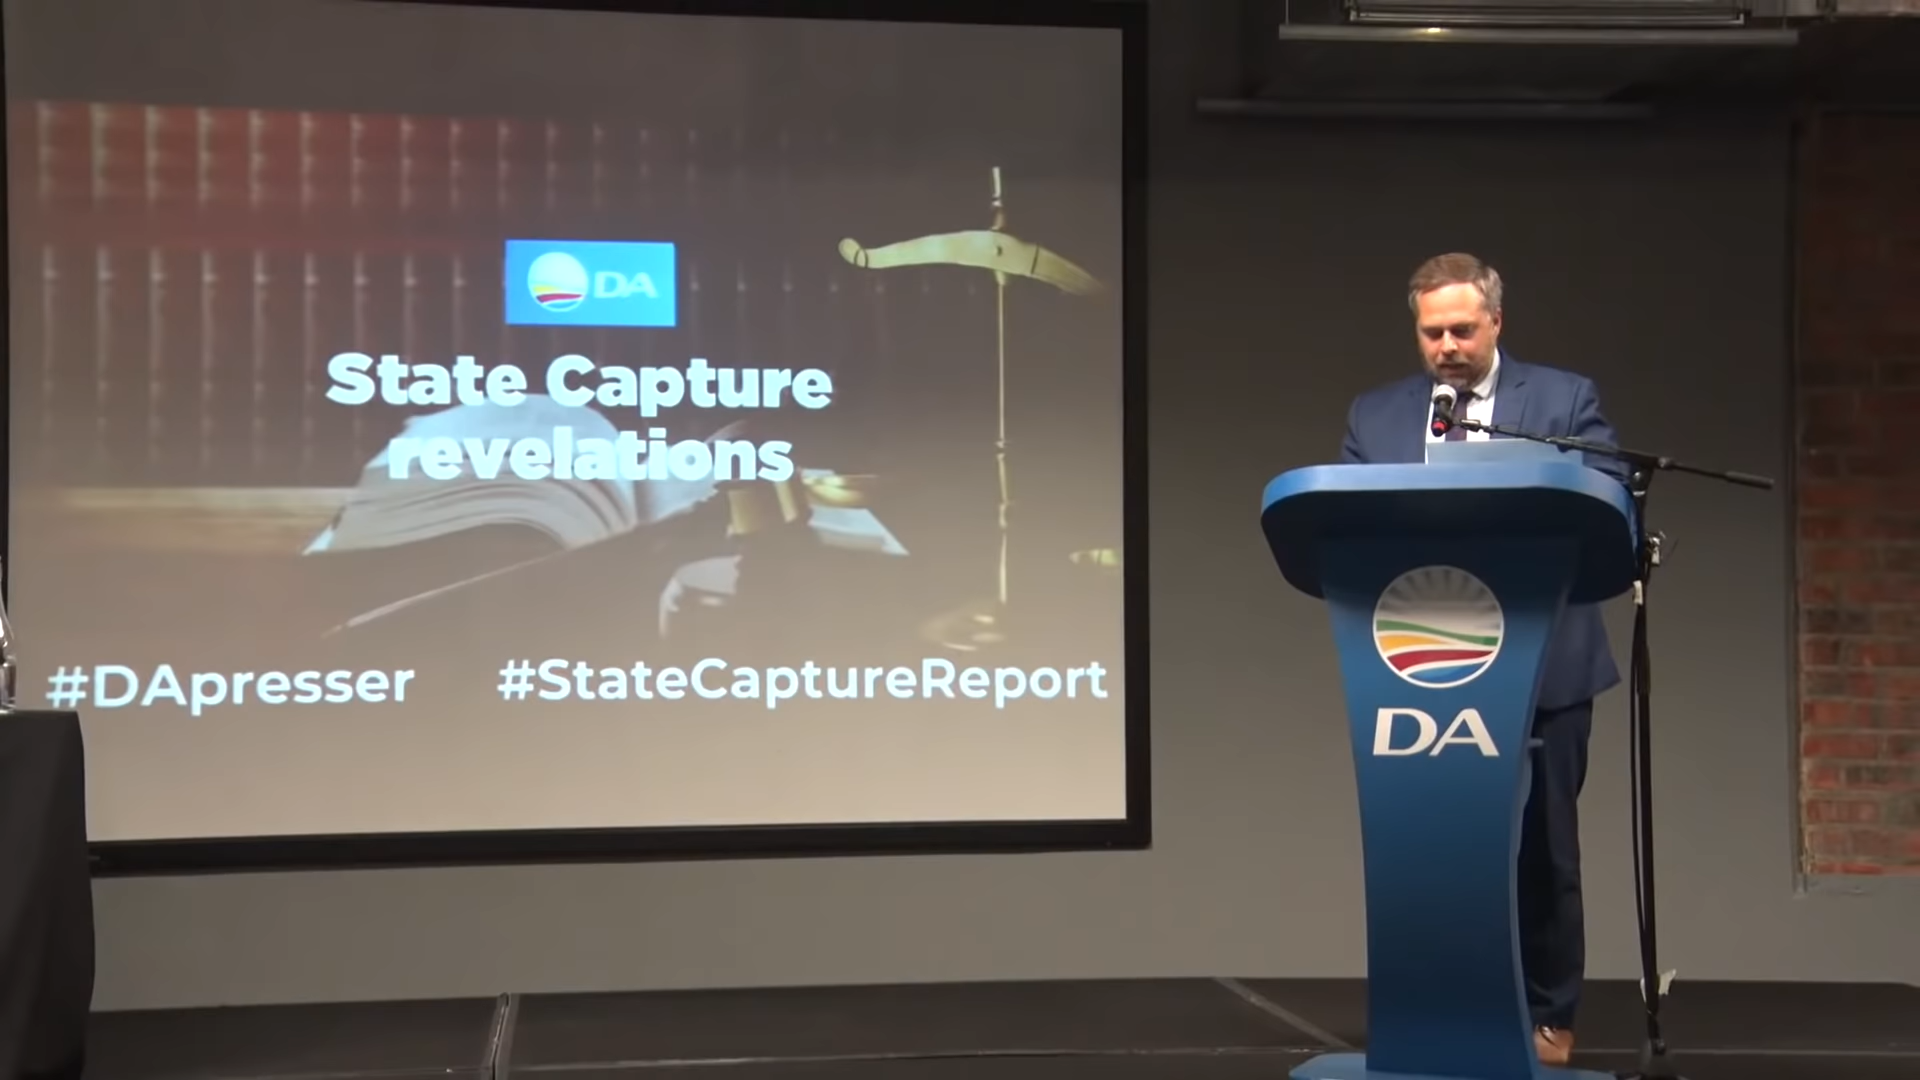 DA
State Capture
revelations
#DApresser #StateCaptureReport
DA